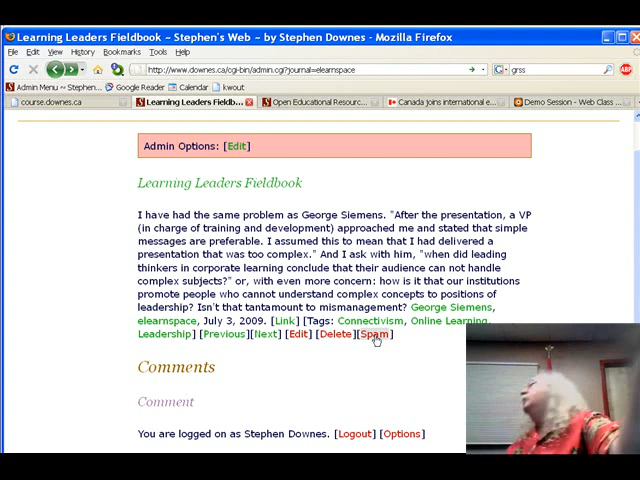 Learning Leaders Fieldbook ~ Stephen's Web ~ by Stephen Downes - Mozilla Firefox
File Edit View History Bookmarks Tools Help
http://www.downes.ca/cgi-bin/admin.cgi?journal=elearnspace
grss
ABP
Admin Menu ~ Stephen... Google Reader Calendar kwout
course.downes.ca Learning Leaders Fieldb... Open Educational Resourc... Canada joins international e... Demo Session - Web Class ...
Admin Options: [Edit]
Learning Leaders Fieldbook
I have had the same problem as George Siemens. "After the presentation, a VP
(in charge of training and development) approached me and stated that simple
messages are preferable. I assumed this to mean that I had delivered a
presentation that was too complex." And I ask with him, "when did leading
thinkers in corporate learning conclude that their audience can not handle
complex subjects?" or, with even more concern: how is it that our institutions
promote people who cannot understand complex concepts to positions of
leadership? Isn't that tantamount to mismanagement? George Siemens,
elearnspace, July 3, 2009. [Link] [Tags: Connectivism, Online Learning,
Leadership] [Previous][Next] [Edit] [Delete][Spam]
Comments
Comment
You are logged on as Stephen Downes. [Logout] [Options]